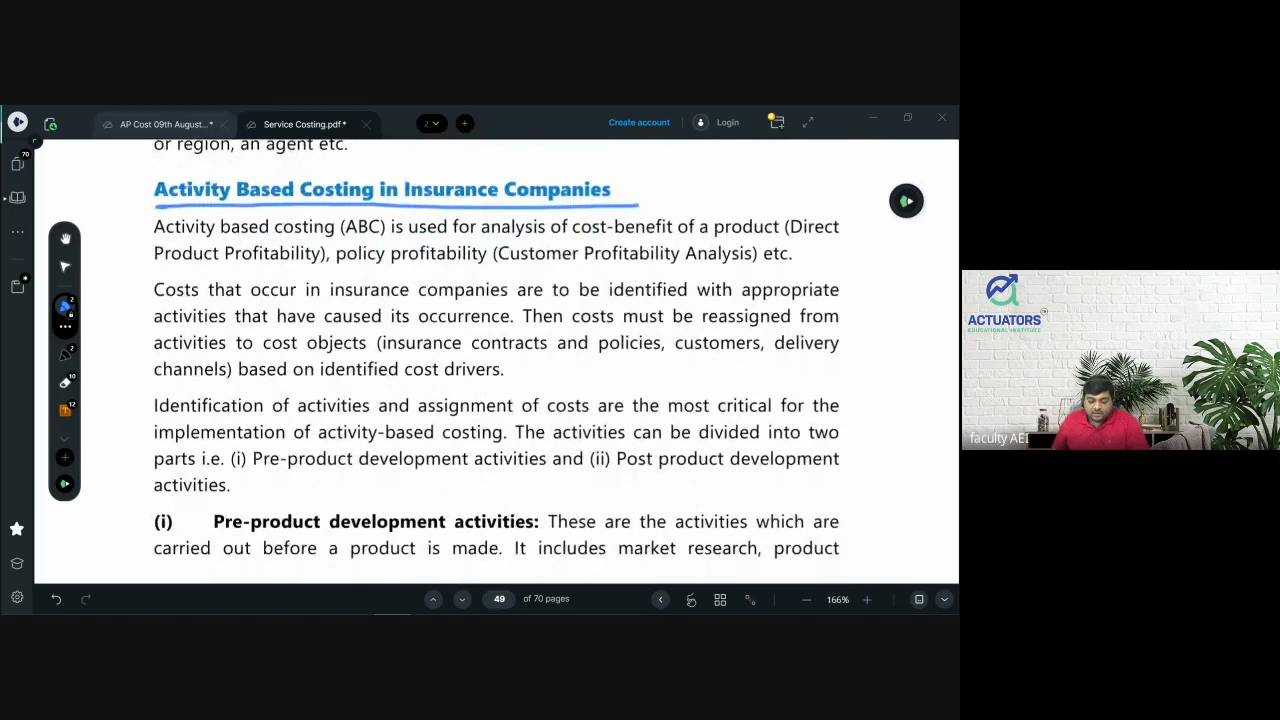 AP Cost 09th August...*
Service Costing.pdf*
2
Create account
Login
70
or region, an agent etc.
Activity Based Costing in Insurance Companies
Activity based costing (ABC) is used for analysis of cost-benefit of a product (Direct
Product Profitability), policy profitability (Customer Profitability Analysis) etc.
Costs that occur in insurance companies are to be identified with appropriate
activities that have caused its occurrence. Then costs must be reassigned from
activities to cost objects (insurance contracts and policies, customers, delivery
channels) based on identified cost drivers.
Identification of activities and assignment of costs are the most critical for the
implementation of activity-based costing. The activities can be divided into two
parts i.e. (i) Pre-product development activities and (ii) Post product development
activities.
(i) Pre-product development activities: These are the activities which are
carried out before a product is made. It includes market research, product
2
2
10
12
49 of 70 pages
166%
ACTUATORS
EDUCATIONAL INSTITUTE
faculty AEI